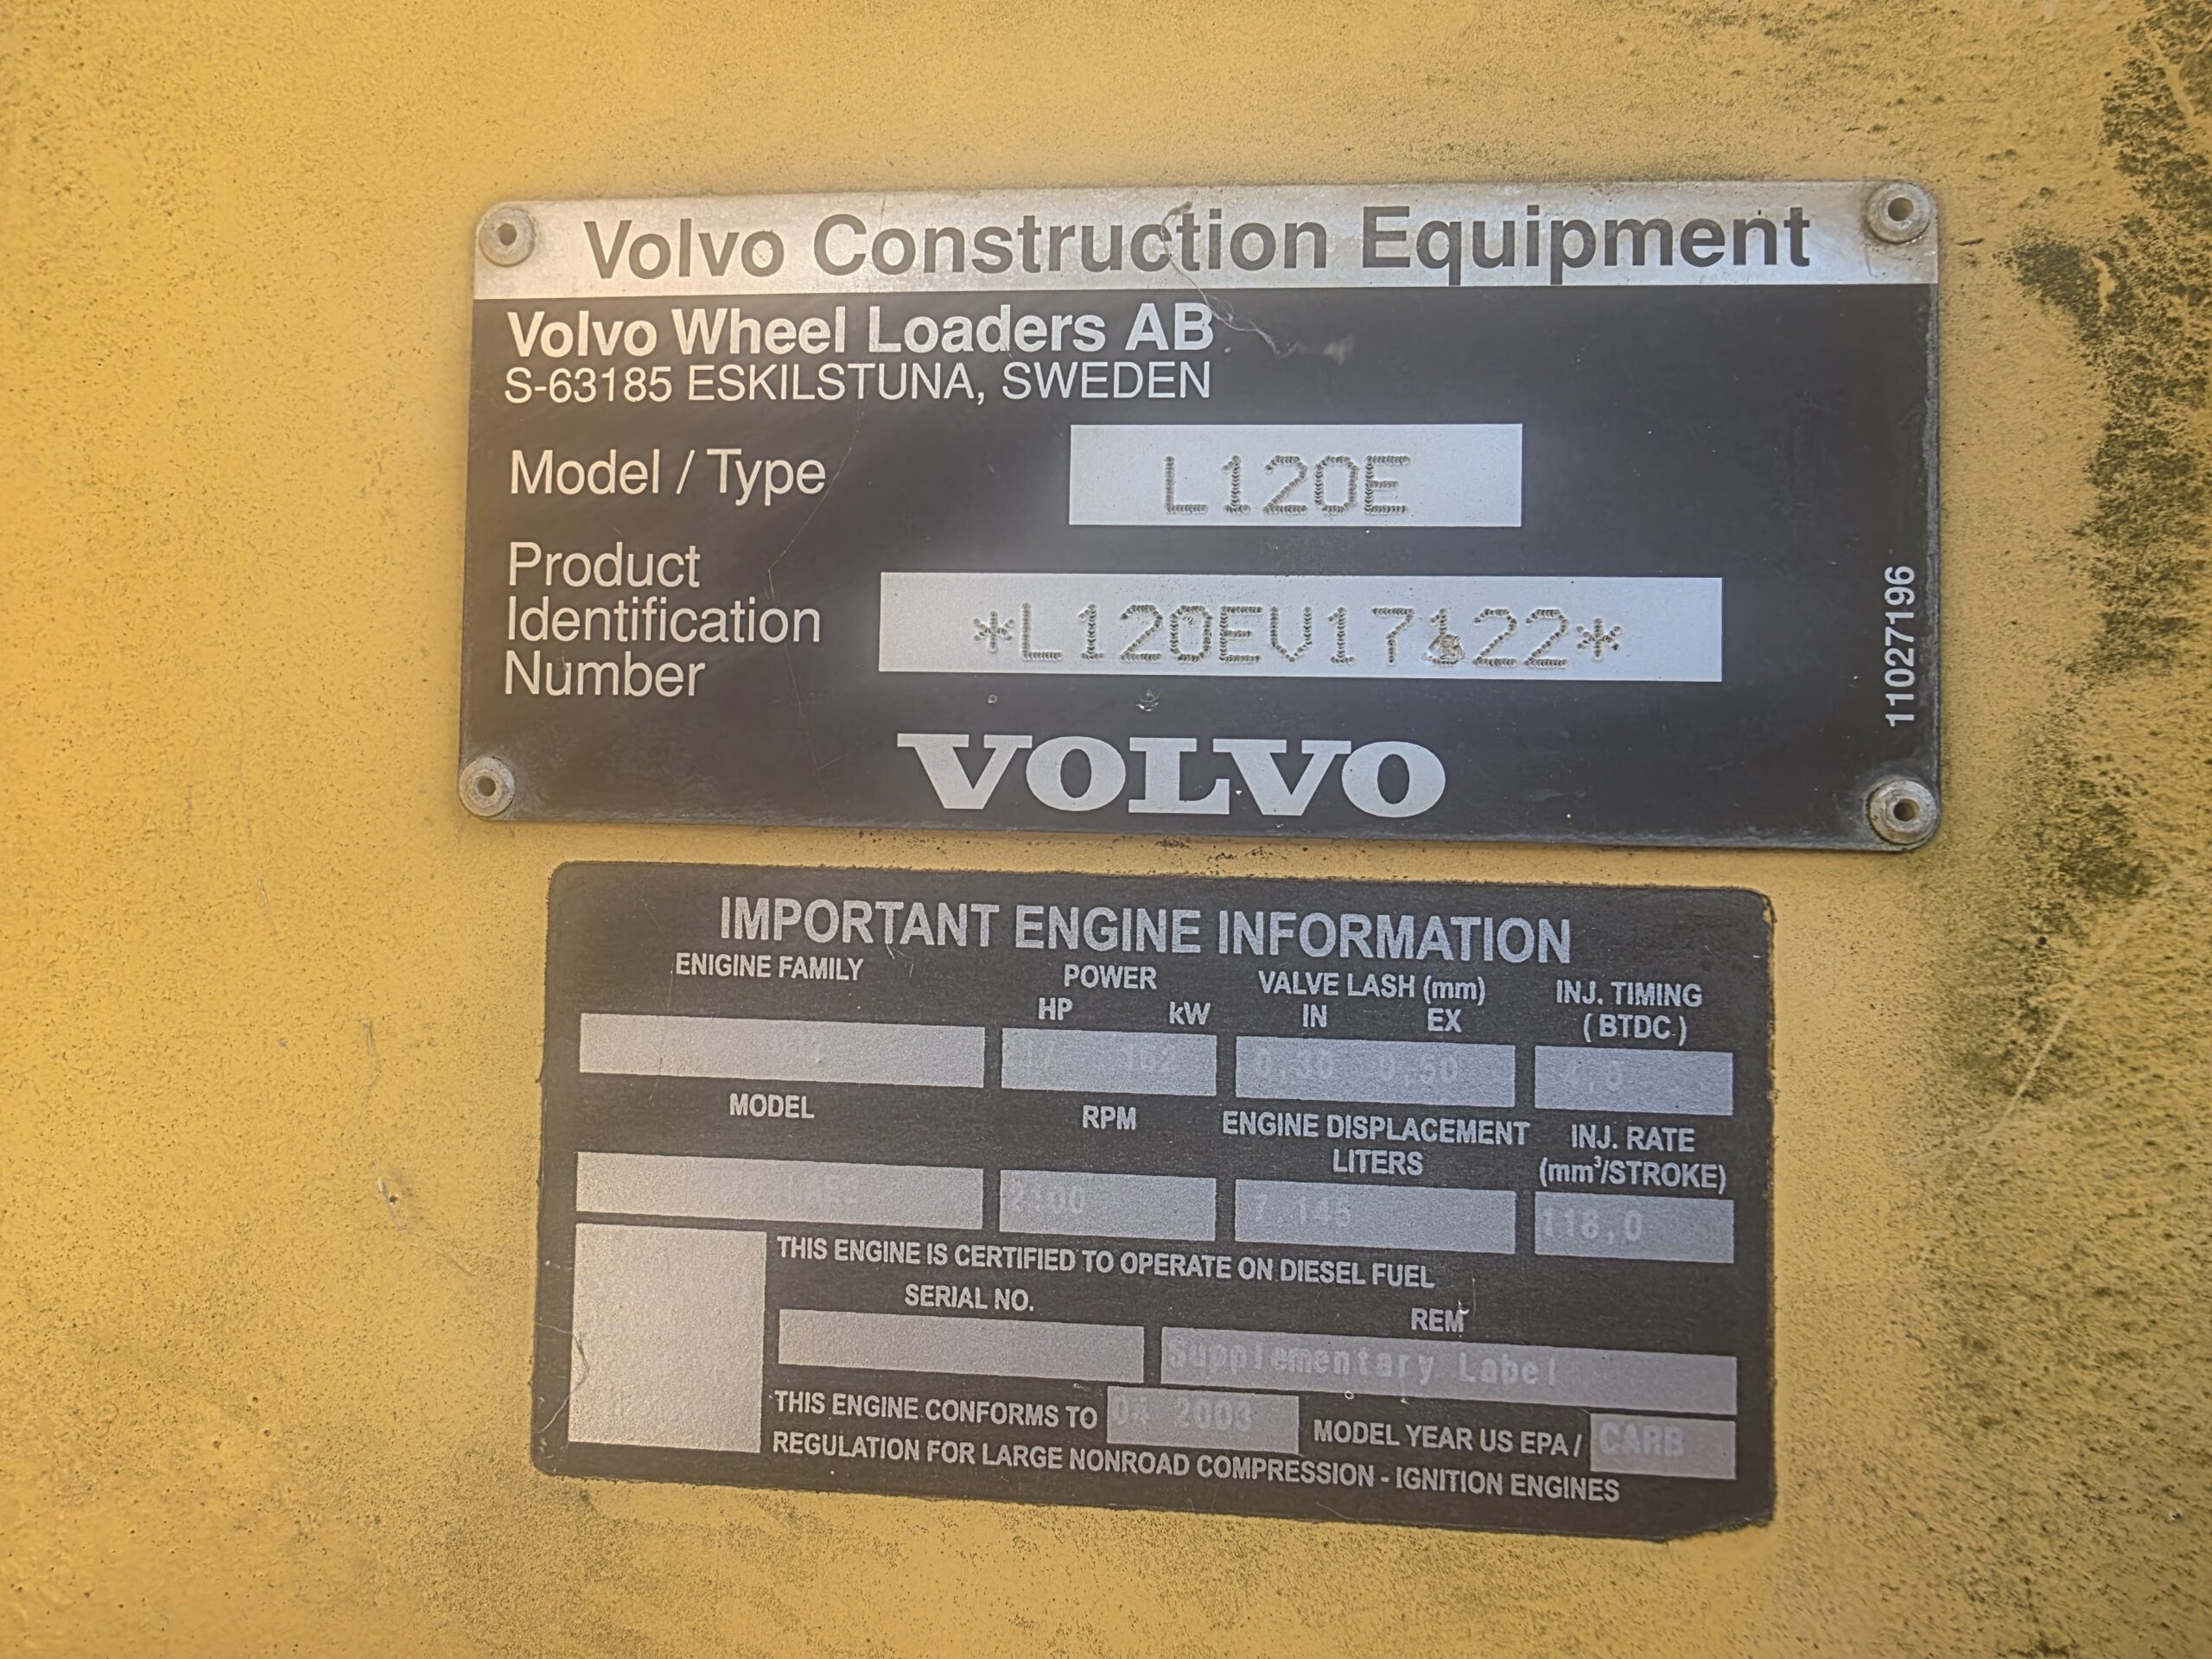 Volvo Construction Equipment
Volvo Wheel Loaders AB
S-63185 ESKILSTUNA, SWEDEN
Model / Type L120E
Product
Identification
Number
*L120EV17122*
11027196
VOLVO
IMPORTANT ENGINE INFORMATION
ENIGINE FAMILY POWER VALVE LASH (mm) INJ. TIMING
HP kW IN EX ( BTDC )
162 0,30 0,50
MODEL RPM ENGINE DISPLACEMENT INJ. RATE
LITERS (mm³/STROKE)
118,0
THIS ENGINE IS CERTIFIED TO OPERATE ON DIESEL FUEL
SERIAL NO. REM
Supplementary Label
THIS ENGINE CONFORMS TO 04 2003 MODEL YEAR US EPA / CARB
REGULATION FOR LARGE NONROAD COMPRESSION - IGNITION ENGINES